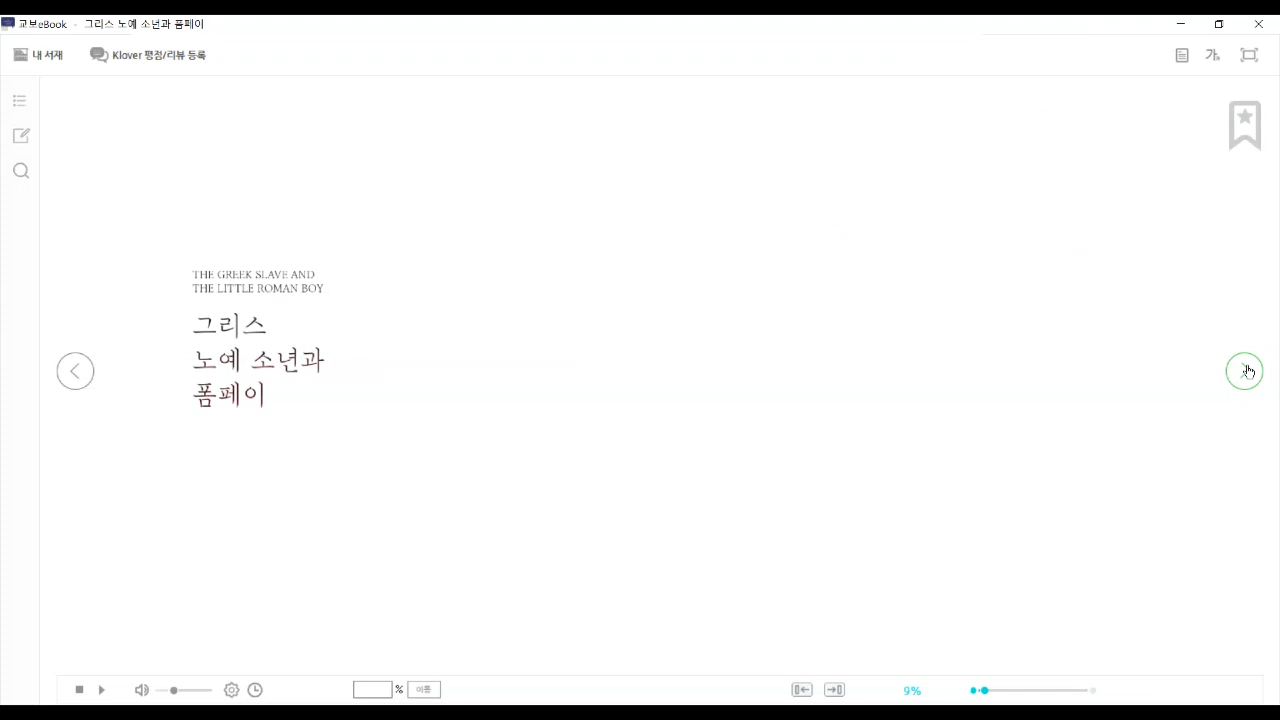 교보eBook - 그리스 노예 소년과 폼페이
내 서재
Klover 평점/리뷰 등록
가a
THE GREEK SLAVE AND
THE LITTLE ROMAN BOY
그리스
노예 소년과
폼페이
% 이동
9%